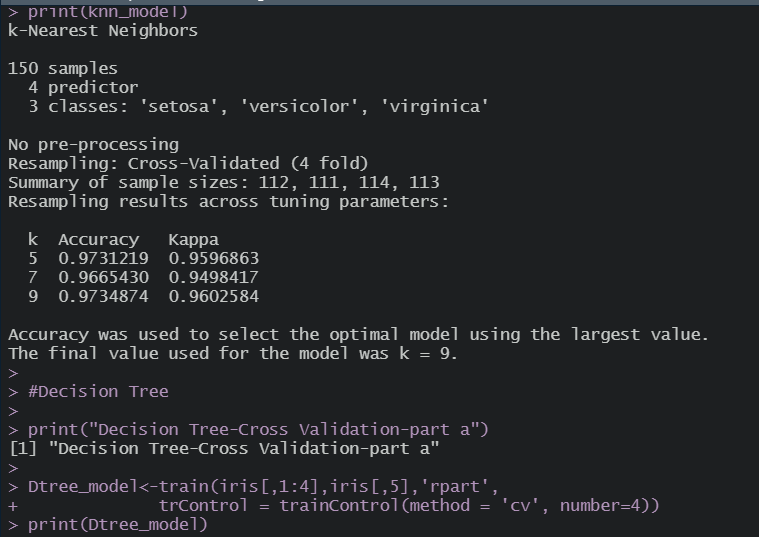 > print(knn_model)
k-Nearest Neighbors
150 samples
  4 predictor
  3 classes: 'setosa', 'versicolor', 'virginica'
No pre-processing
Resampling: Cross-Validated (4 fold)
Summary of sample sizes: 112, 111, 114, 113
Resampling results across tuning parameters:
  k  Accuracy   Kappa
  5  0.9731219  0.9596863
  7  0.9665430  0.9498417
  9  0.9734874  0.9602584
Accuracy was used to select the optimal model using the largest value.
The final value used for the model was k = 9.
>
> #Decision Tree
>
> print("Decision Tree-Cross Validation-part a")
[1] "Decision Tree-Cross Validation-part a"
>
> Dtree_model<-train(iris[,1:4],iris[,5],'rpart',
+              trControl = trainControl(method = 'cv', number=4))
> print(Dtree_model)